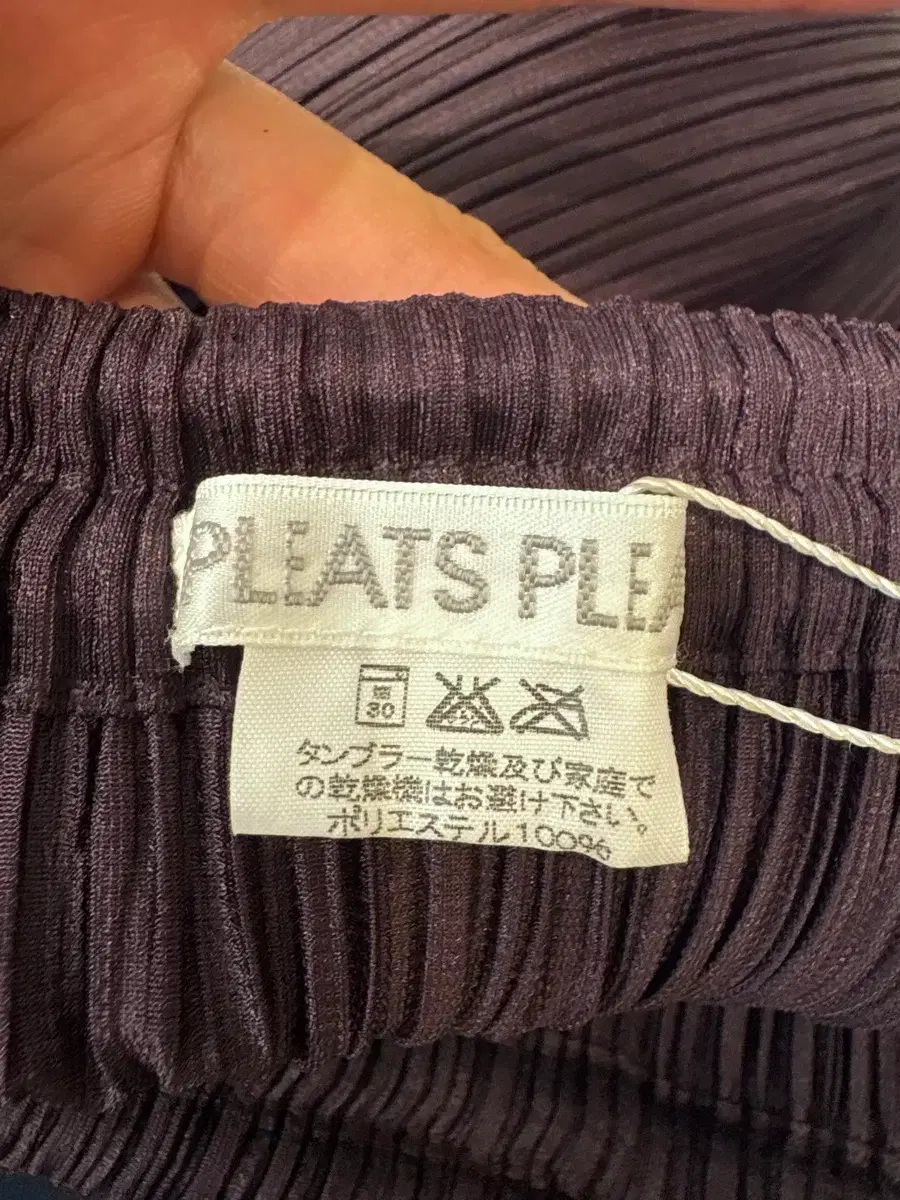 PLEATS PLEA
弱
30
タンブラー乾燥及び家庭で
の乾燥機はお避け下さい。
ポリエステル100%